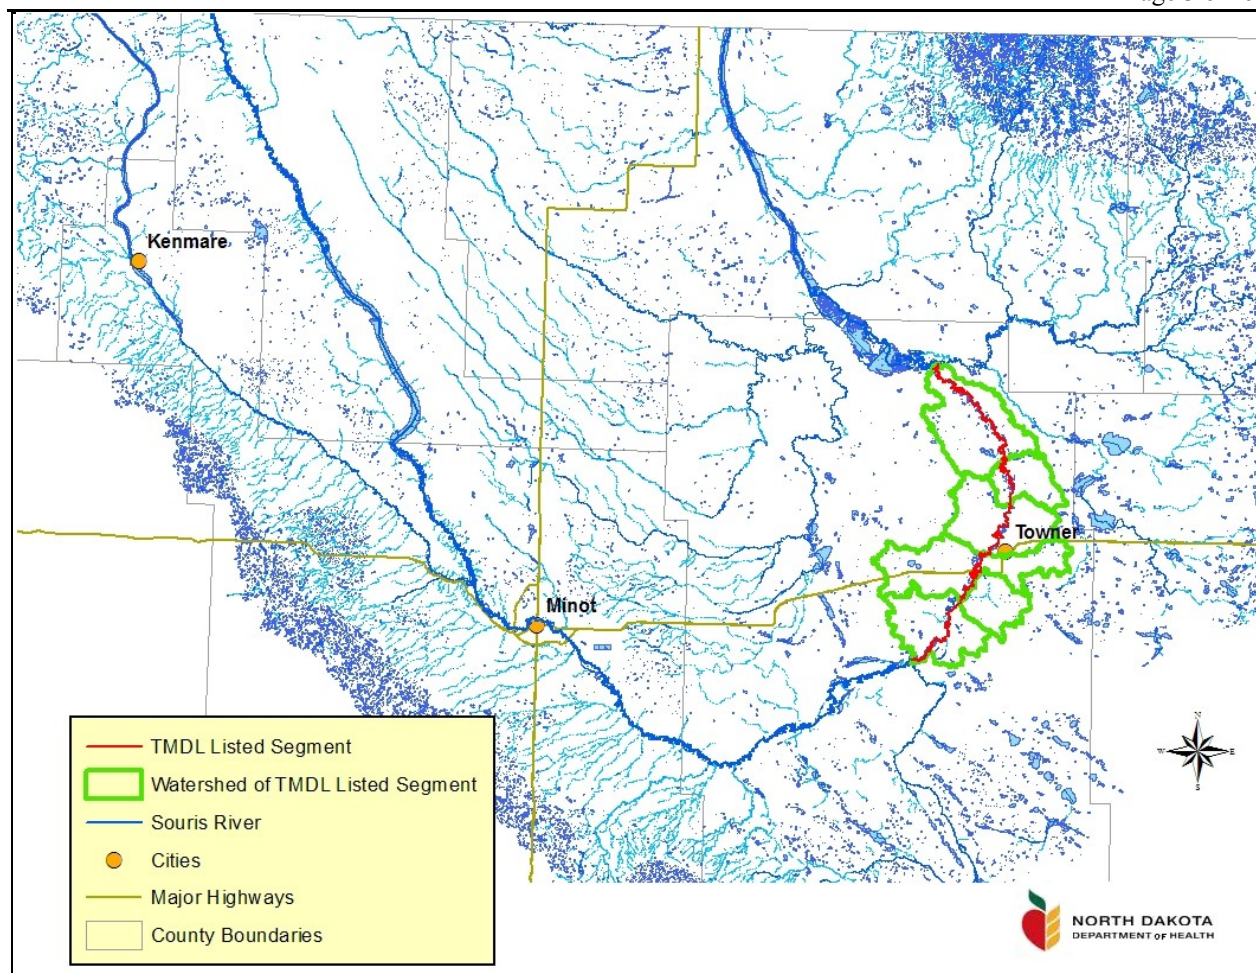 Kenmare
Towner
Minot
N
W E
S
TMDL Listed Segment
Watershed of TMDL Listed Segment
Souris River
Cities
Major Highways
County Boundaries
NORTH DAKOTA
DEPARTMENT of HEALTH